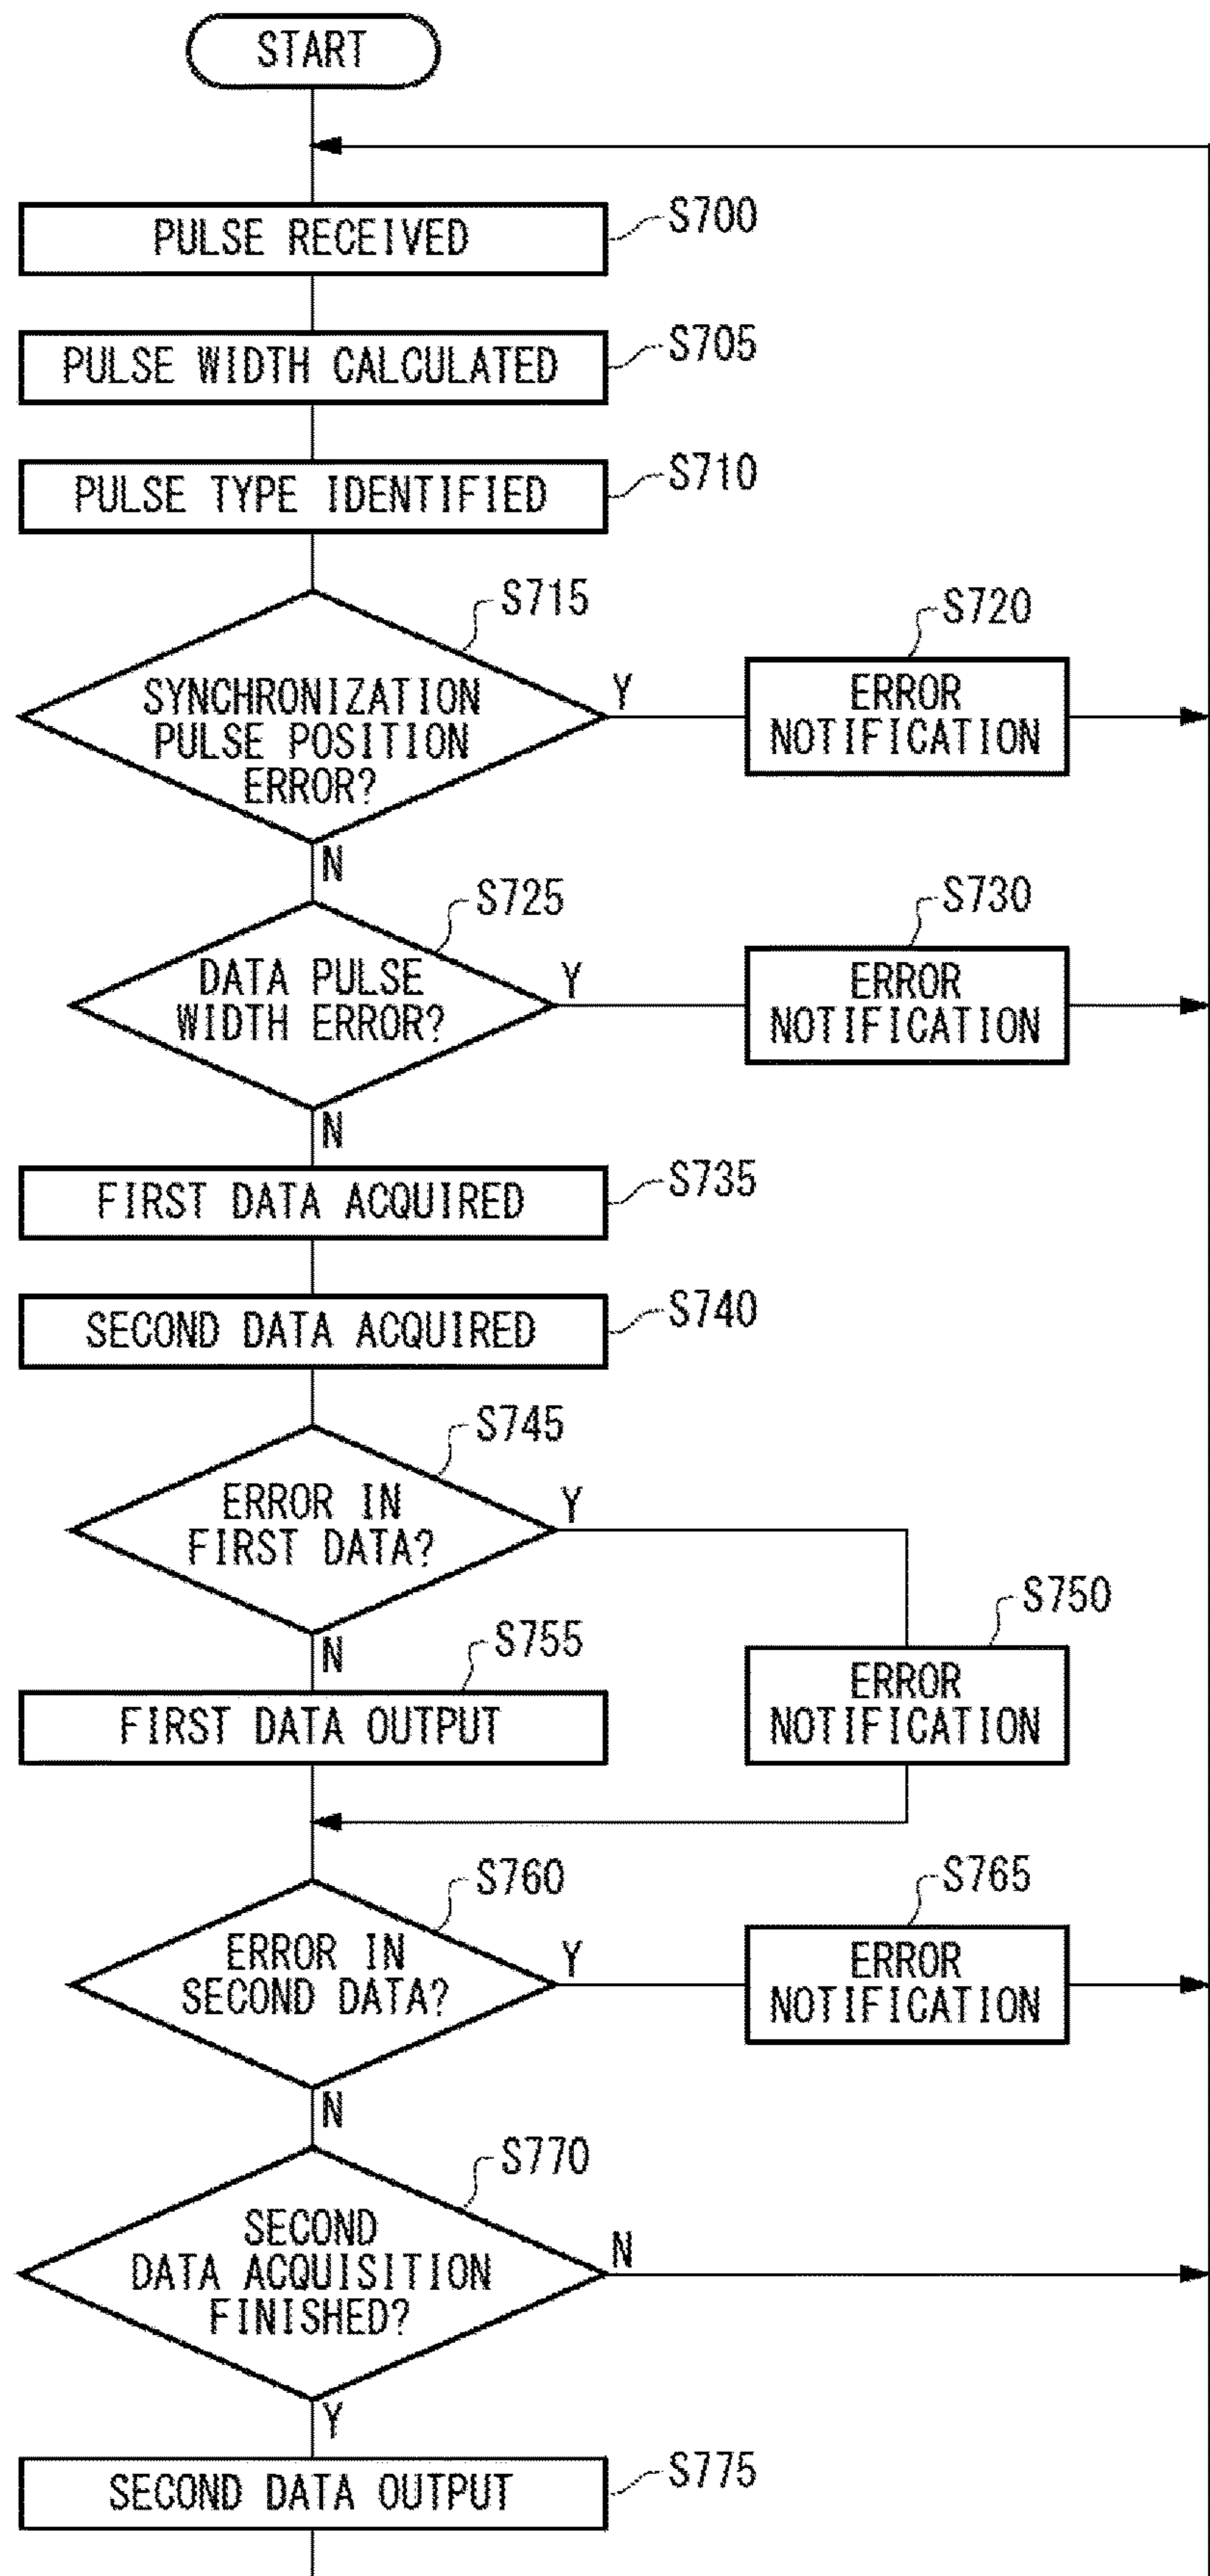 START
PULSE RECEIVED
S700
PULSE WIDTH CALCULATED
S705
PULSE TYPE IDENTIFIED
S710
S715
SYNCHRONIZATION
PULSE POSITION
ERROR?
Y
N
S720
ERROR
NOTIFICATION
S725
DATA PULSE
WIDTH ERROR?
Y
N
S730
ERROR
NOTIFICATION
FIRST DATA ACQUIRED
S735
SECOND DATA ACQUIRED
S740
S745
ERROR IN
FIRST DATA?
Y
N
S750
ERROR
NOTIFICATION
S755
FIRST DATA OUTPUT
S760
ERROR IN
SECOND DATA?
Y
N
S765
ERROR
NOTIFICATION
S770
SECOND
DATA ACQUISITION
FINISHED?
N
Y
SECOND DATA OUTPUT
S775